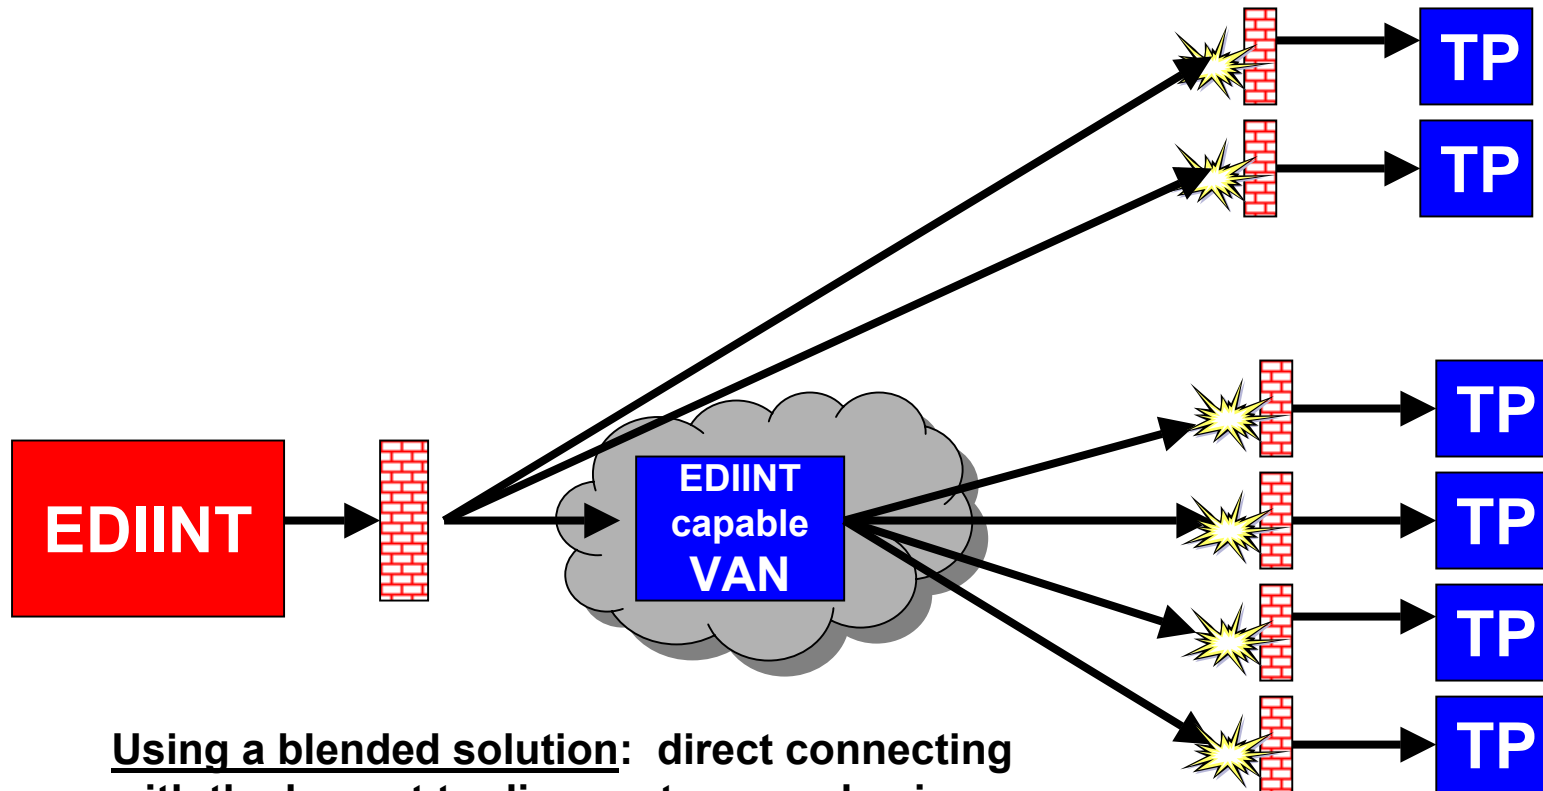 TP
TP
TP
TP
TP
TP
EDIINT
EDIINT
capable
VAN
Using a blended solution: direct connecting